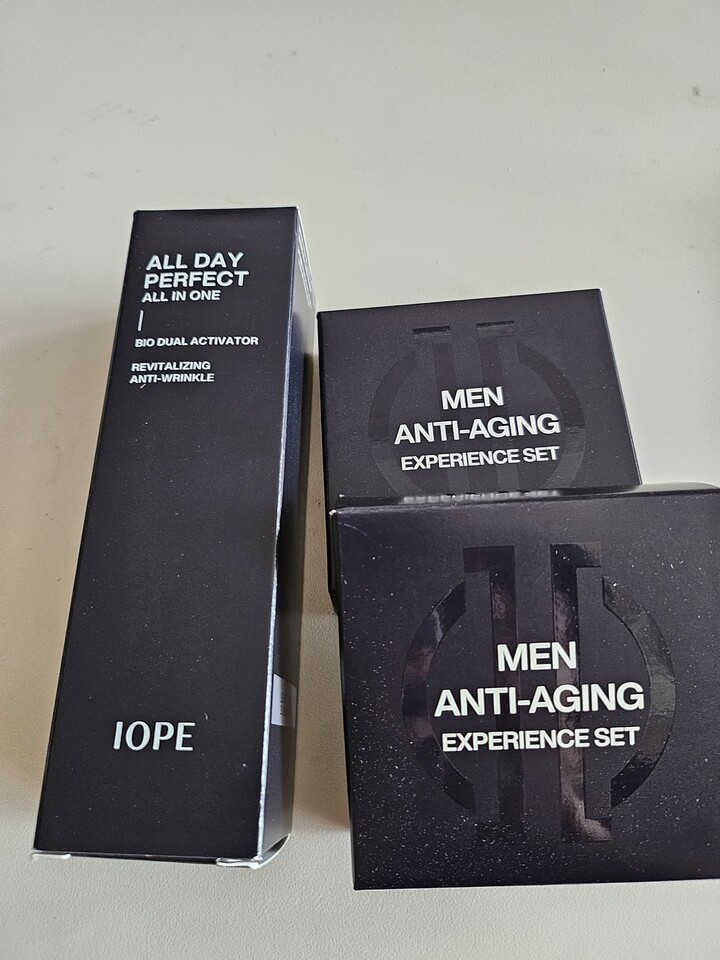 ALL DAY
PERFECT
ALL IN ONE
BIO DUAL ACTIVATOR
REVITALIZING
ANTI-WRINKLE
IOPE
MEN
ANTI-AGING
EXPERIENCE SET
MEN
ANTI-AGING
EXPERIENCE SET